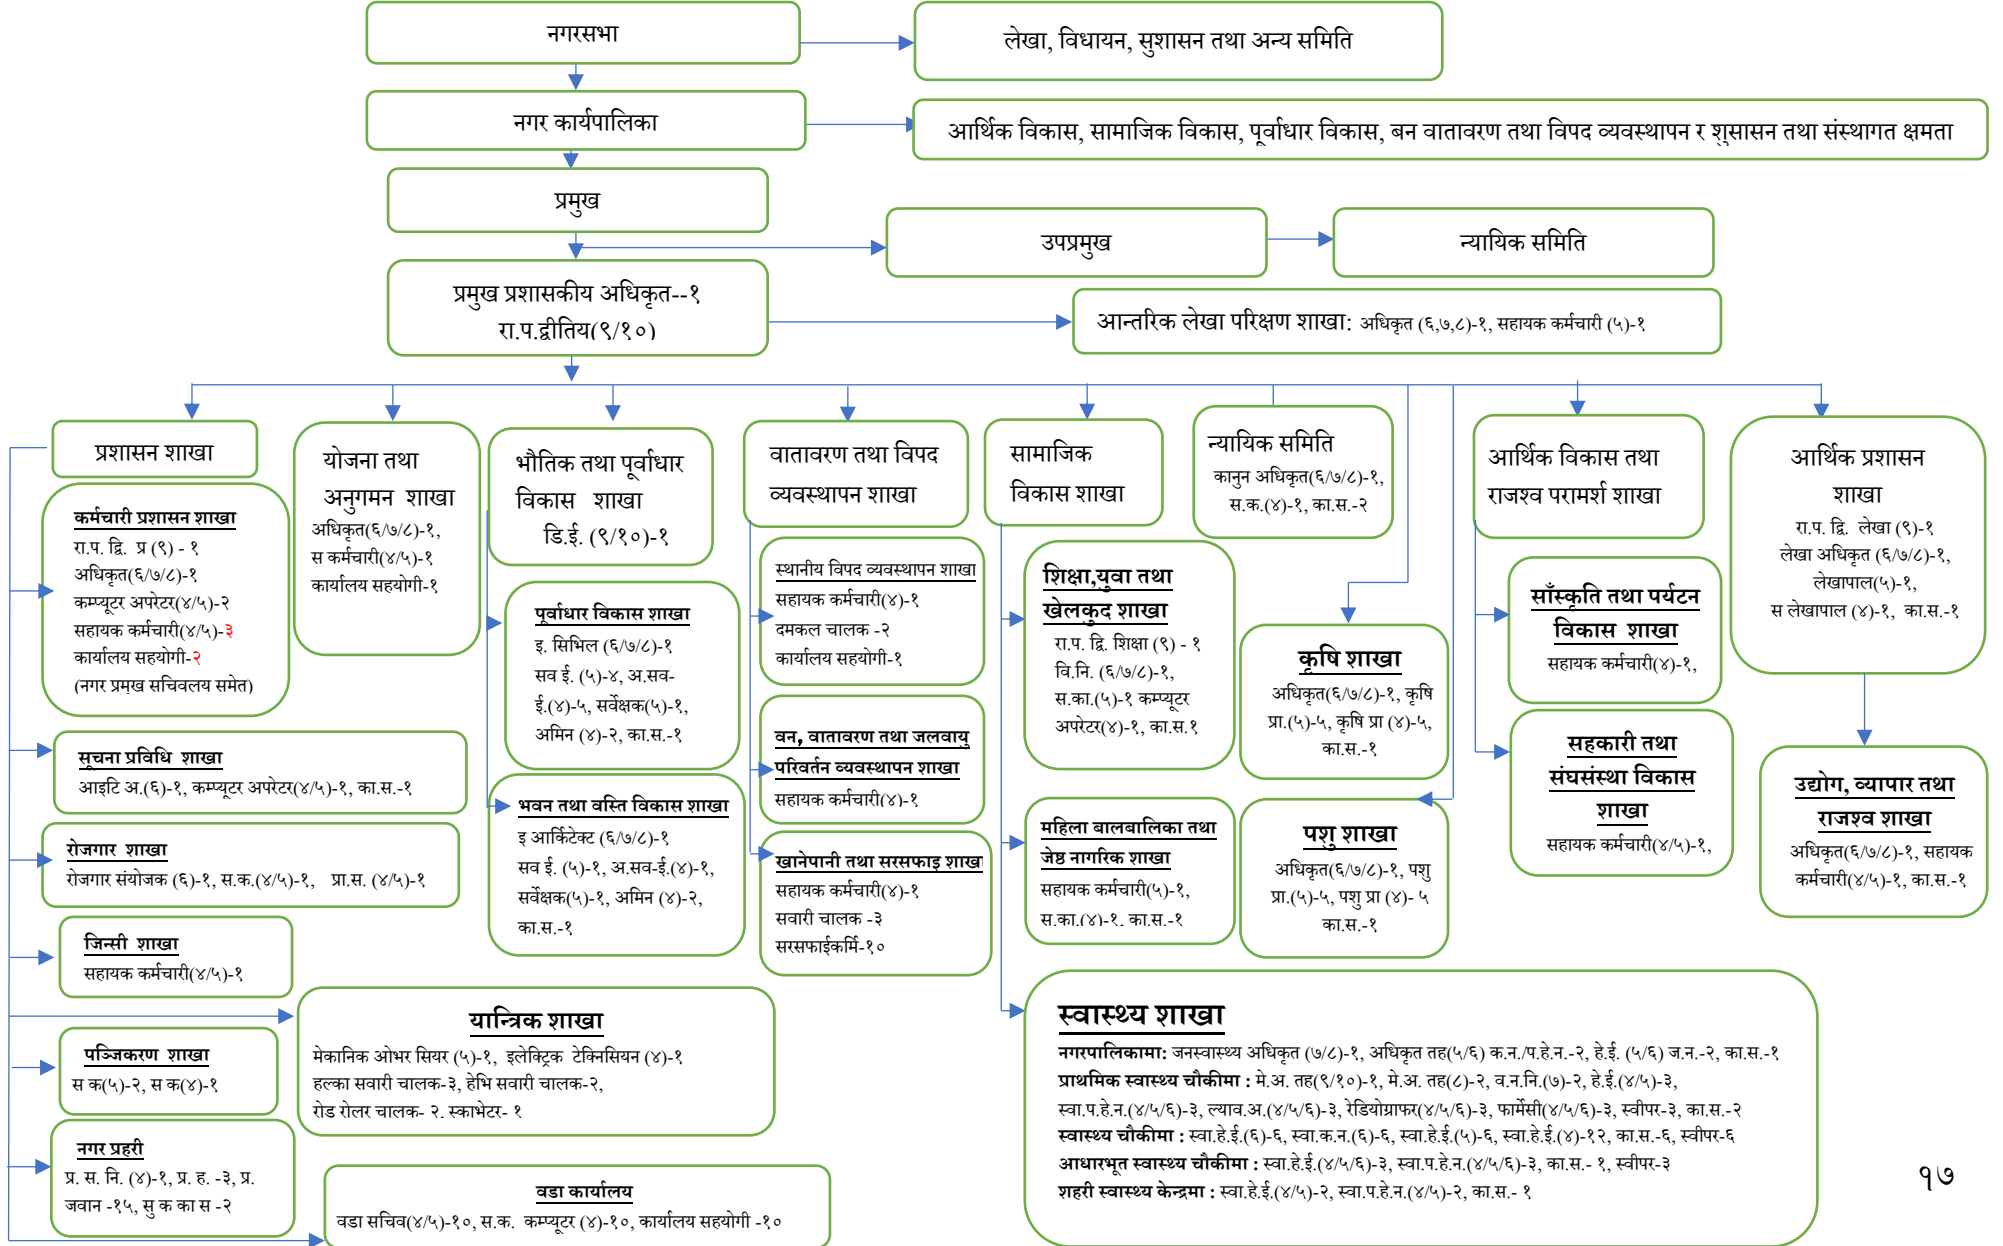 नगरसभा
लेखा, विधायन, सुशासन तथा अन्य समिति
नगर कार्यपालिका
आर्थिक विकास, सामाजिक विकास, पूर्वाधार विकास, बन वातावरण तथा विपद व्यवस्थापन र शुसासन तथा संस्थागत क्षमता
प्रमुख
उपप्रमुख
न्यायिक समिति
प्रमुख प्रशासकीय अधिकृत--१
रा.प.द्वीतिय(९/१०)
आन्तरिक लेखा परिक्षण शाखा: अधिकृत (६,७,८)-१, सहायक कर्मचारी (५)-१
प्रशासन शाखा
कर्मचारी प्रशासन शाखा
रा.प. द्वि. प्र (९) - १
अधिकृत(६/७/८)-१
कम्प्यूटर अपरेटर(४/५)-२
सहायक कर्मचारी(४/५)-३
कार्यालय सहयोगी-२
(नगर प्रमख सचिवलय समेत)
सूचना प्रविधि शाखा
आइटि अ.(६)-१, कम्प्यूटर अपरेटर(४/५)-१, का.स.-१
रोजगार शाखा
रोजगार संयोजक (६)-१, स.क.(४/५)-१, प्रा.स. (४/५)-१
जिन्सी शाखा
सहायक कर्मचारी(४/५)-१
पञ्जिकरण शाखा
स क(५)-२, स क(४)-१
नगर प्रहरी
प्र. स. नि. (४)-१, प्र. ह. -३, प्र.
जवान -१५, सु क का स -२
यान्त्रिक शाखा
मेकानिक ओभर सियर (५)-१, इलेक्ट्रिक टेक्निसियन (४)-१
हल्का सवारी चालक-३, हेभि सवारी चालक-२,
रोड रोलर चालक- २. स्काभेटर- १
वडा कार्यालय
वडा सचिव(४/५)-१०, स.क. कम्प्यूटर (४)-१०, कार्यालय सहयोगी -१०
योजना तथा
अनुगमन शाखा
अधिकृत(६/७/८)-१,
स कर्मचारी(४/५)-१
कार्यालय सहयोगी-१
भौतिक तथा पूर्वाधार
विकास शाखा
डि.ई. (९/१०)-१
पूर्वाधार विकास शाखा
इ. सिभिल (६/७/८)-१
सव ई. (५)-४, अ.सव-
ई.(४)-५, सर्वेक्षक(५)-१,
अमिन (४)-२, का.स.-१
भवन तथा वस्ति विकास शाखा
इ आर्किटेक्ट (६/७/८)-१
सव ई. (५)-१, अ.सव-ई.(४)-१,
सर्वेक्षक(५)-१, अमिन (४)-२,
का.स.-१
वातावरण तथा विपद
व्यवस्थापन शाखा
स्थानीय विपद व्यवस्थापन शाखा
सहायक कर्मचारी(४)-१
दमकल चालक -२
कार्यालय सहयोगी-१
वन, वातावरण तथा जलवायु
परिवर्तन व्यवस्थापन शाखा
सहायक कर्मचारी(४)-१
खानेपानी तथा सरसफाइ शाखा
सहायक कर्मचारी(४)-१
सवारी चालक -३
सरसफाईकर्मि-१०
सामाजिक
विकास शाखा
शिक्षा,युवा तथा
खेलकुद शाखा
रा.प. द्वि. शिक्षा (९) - १
वि.नि. (६/७/८)-१,
स.का.(५)-१ कम्प्यूटर
अपरेटर(४)-१, का.स.१
महिला बालबालिका तथा
जेष्ठ नागरिक शाखा
सहायक कर्मचारी(५)-१,
स.का.(४)-१. का.स.-१
न्यायिक समिति
कानुन अधिकृत(६/७/८)-१,
स.क.(४)-१, का.स.-२
कृषि शाखा
अधिकृत(६/७/८)-१, कृषि
प्रा.(५)-५, कृषि प्रा (४)-५,
का.स.-१
पशु शाखा
अधिकृत(६/७/८)-१, पशु
प्रा.(५)-५, पशु प्रा (४)- ५
का.स.-१
आर्थिक विकास तथा
राजश्व परामर्श शाखा
साँस्कृति तथा पर्यटन
विकास शाखा
सहायक कर्मचारी(४)-१,
सहकारी तथा
संघसंस्था विकास
शाखा
सहायक कर्मचारी(४/५)-१,
आर्थिक प्रशासन
शाखा
रा.प. द्वि. लेखा (९)-१
लेखा अधिकृत (६/७/८)-१,
लेखापाल(५)-१,
स लेखापाल (४)-१, का.स.-१
उद्योग, व्यापार तथा
राजश्व शाखा
अधिकृत(६/७/८)-१, सहायक
कर्मचारी(४/५)-१, का.स.-१
स्वास्थ्य शाखा
नगरपालिकामा: जनस्वास्थ्य अधिकृत (७/८)-१, अधिकृत तह(५/६) क.न./प.हे.न.-२, हे.ई. (५/६) ज.न.-२, का.स.-१
प्राथमिक स्वास्थ्य चौकीमा : मे.अ. तह(९/१०)-१, मे.अ. तह(८)-२, व.न.नि.(७)-२, हे.ई.(४/५)-३,
स्वा.प.हे.न.(४/५/६)-३, ल्याव.अ.(४/५/६)-३, रेडियोग्राफर(४/५/६)-३, फार्मेसी(४/५/६)-३, स्वीपर-३, का.स.-२
स्वास्थ्य चौकीमा : स्वा.हे.ई.(६)-६, स्वा.क.न.(६)-६, स्वा.हे.ई.(५)-६, स्वा.हे.ई.(४)-१२, का.स.-६, स्वीपर-६
आधारभूत स्वास्थ्य चौकीमा : स्वा.हे.ई.(४/५/६)-३, स्वा.प.हे.न.(४/५/६)-३, का.स.- १, स्वीपर-३
शहरी स्वास्थ्य केन्द्रमा : स्वा.हे.ई.(४/५)-२, स्वा.प.हे.न.(४/५)-२, का.स.- १
१७